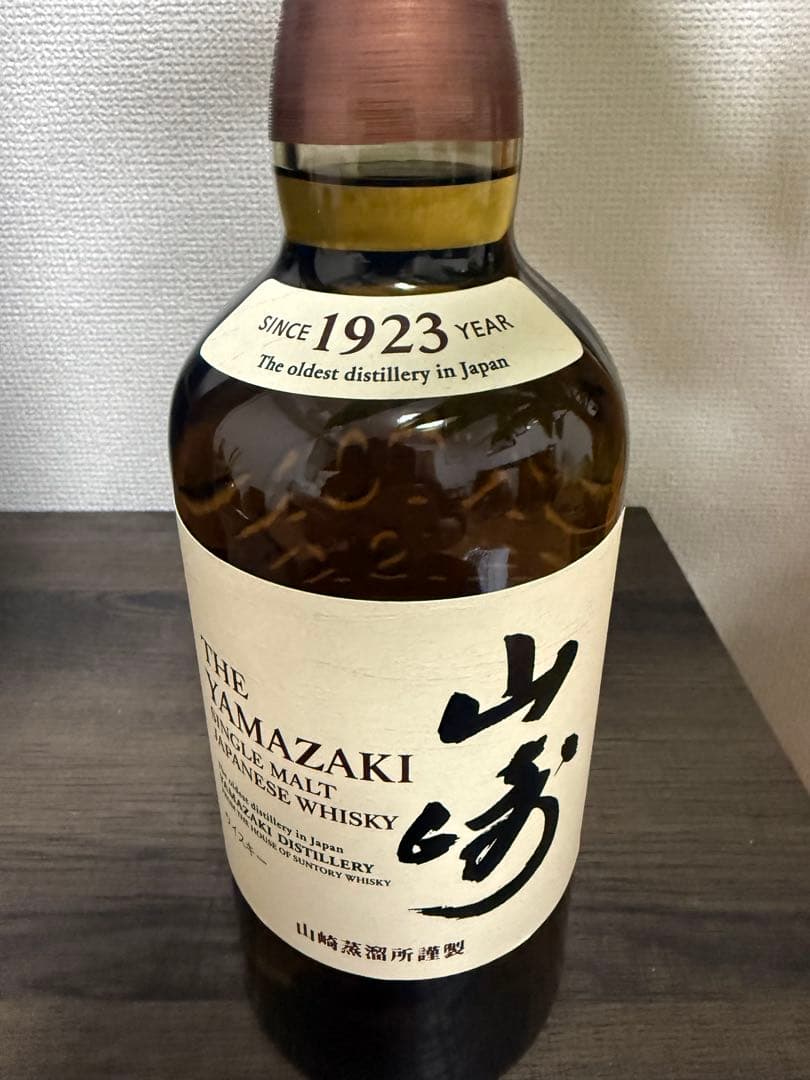 SINCE 1923 YEAR
The oldest distillery in Japan
THE
YAMAZAKI
SINGLE MALT
JAPANESE WHISKY
The oldest distillery in Japan
YAMAZAKI DISTILLERY
FROM THE HOUSE OF SUNTORY WHISKY
ウイスキー
山崎
山崎蒸溜所謹製